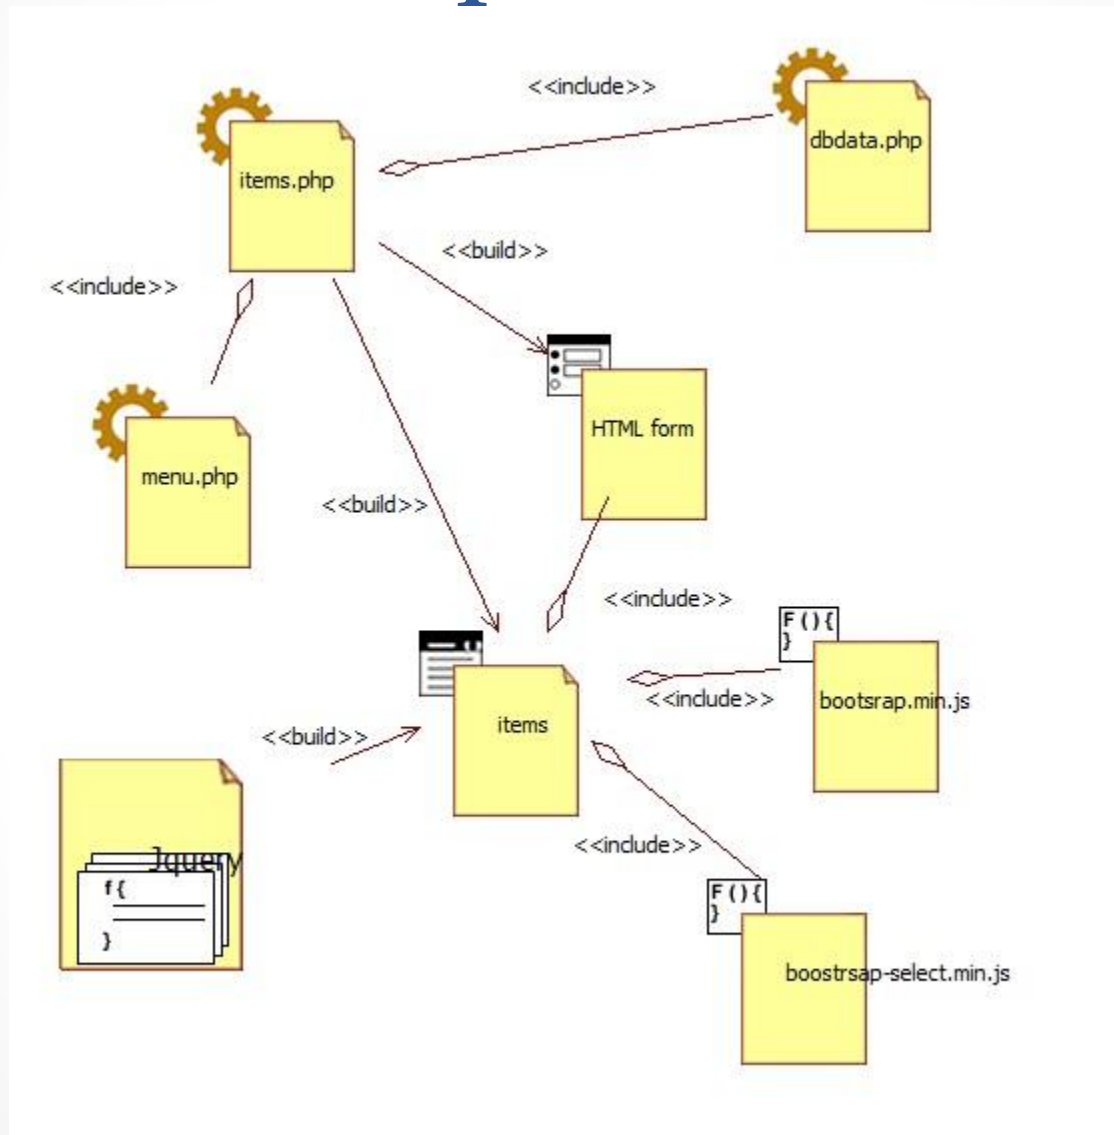 <<include>>
dbdata.php
items.php
<<build>>
<<include>>
HTML form
menu.php
<<build>>
<<include>>
F(){
}
<<include>>
bootsrap.min.js
items
<<build>>
<<include>>
Jquery
f{
}
F(){
}
boostrsap-select.min.js